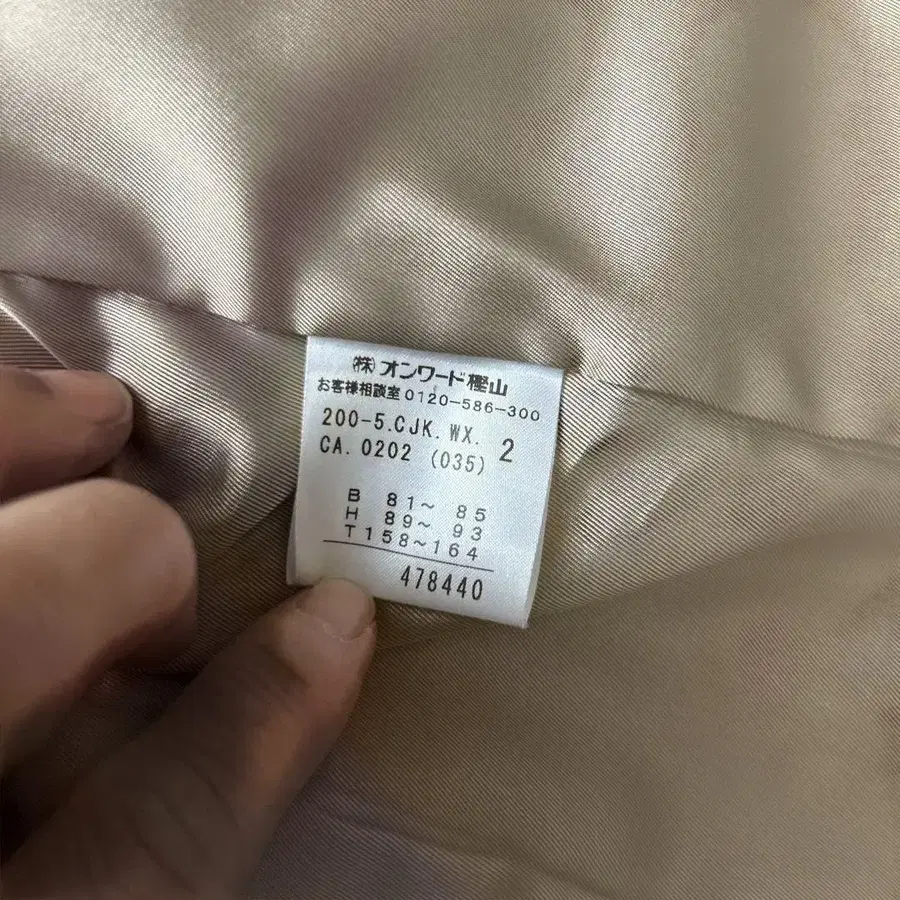 ㈱オンワード樫山
お客様相談室 0120-586-300
200-5.CJK.WX. 2
CA.0202 (035)
B 81~ 85
H 89~ 93
T158~164
478440